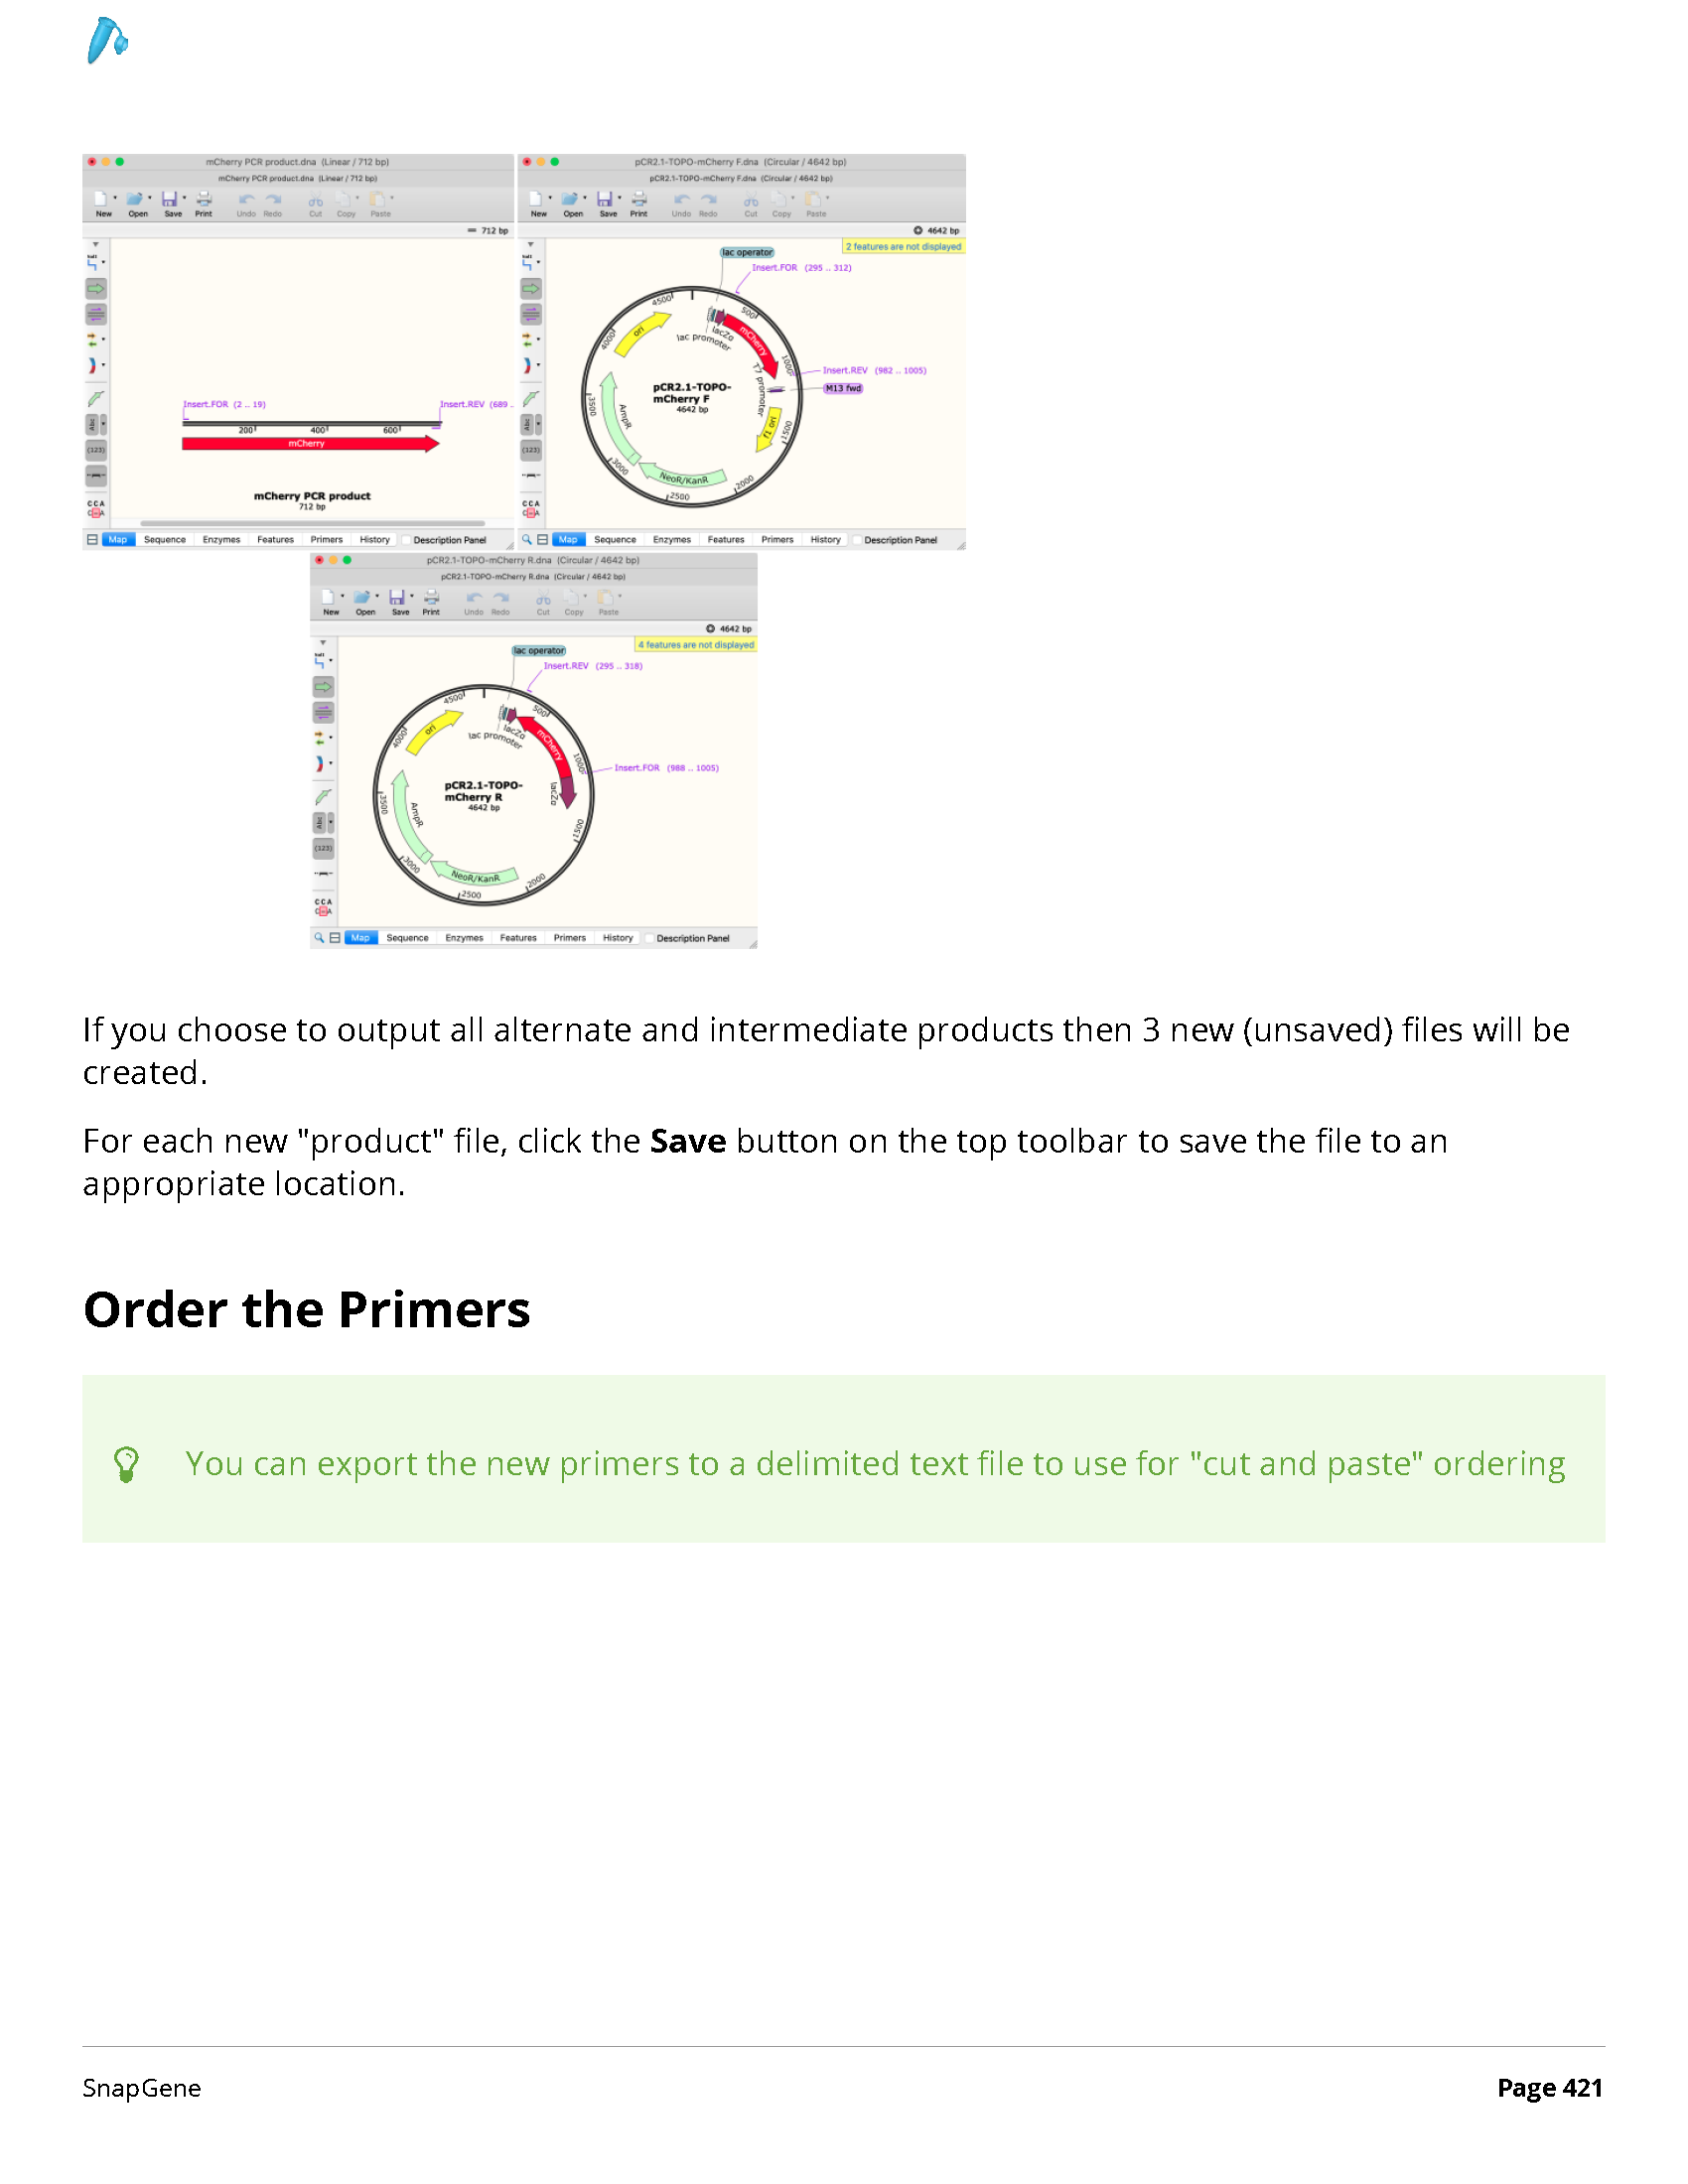 mCherry PCR product.dna (Linear / 712 bp)
mCherry PCR product.dna (Linear / 712 bp)
New Open Save Print Undo Redo Cut Copy Paste
712 bp
Insert.FOR (2 .. 19)
Insert.REV (689 ..
200 400 600
mCherry
mCherry PCR product
712 bp
Map Sequence Enzymes Features Primers History Description Panel
pCR2.1-TOPO-mCherry F.dna (Circular / 4642 bp)
pCR2.1-TOPO-mCherry F.dna (Circular / 4642 bp)
New Open Save Print Undo Redo Cut Copy Paste
4642 bp
2 features are not displayed
lac operator
Insert.FOR (295 .. 312)
4500
500
ori
lacZα
mCherry
lac promoter
4000
1000
Insert.REV (982 .. 1005)
T7 promoter
M13 fwd
pCR2.1-TOPO-
mCherry F
4642 bp
3500
AmpR
f1 ori
1500
3000
NeoR/KanR
2000
2500
Map Sequence Enzymes Features Primers History Description Panel
pCR2.1-TOPO-mCherry R.dna (Circular / 4642 bp)
pCR2.1-TOPO-mCherry R.dna (Circular / 4642 bp)
New Open Save Print Undo Redo Cut Copy Paste
4642 bp
4 features are not displayed
lac operator
Insert.REV (295 .. 318)
4500
500
ori
lacZα
mCherry
lac promoter
4000
1000
Insert.FOR (988 .. 1005)
lacZα
pCR2.1-TOPO-
mCherry R
4642 bp
3500
AmpR
1500
3000
NeoR/KanR
2000
2500
Map Sequence Enzymes Features Primers History Description Panel
If you choose to output all alternate and intermediate products then 3 new (unsaved) files will be
created.
For each new "product" file, click the Save button on the top toolbar to save the file to an
appropriate location.
Order the Primers
You can export the new primers to a delimited text file to use for "cut and paste" ordering
SnapGene
Page 421